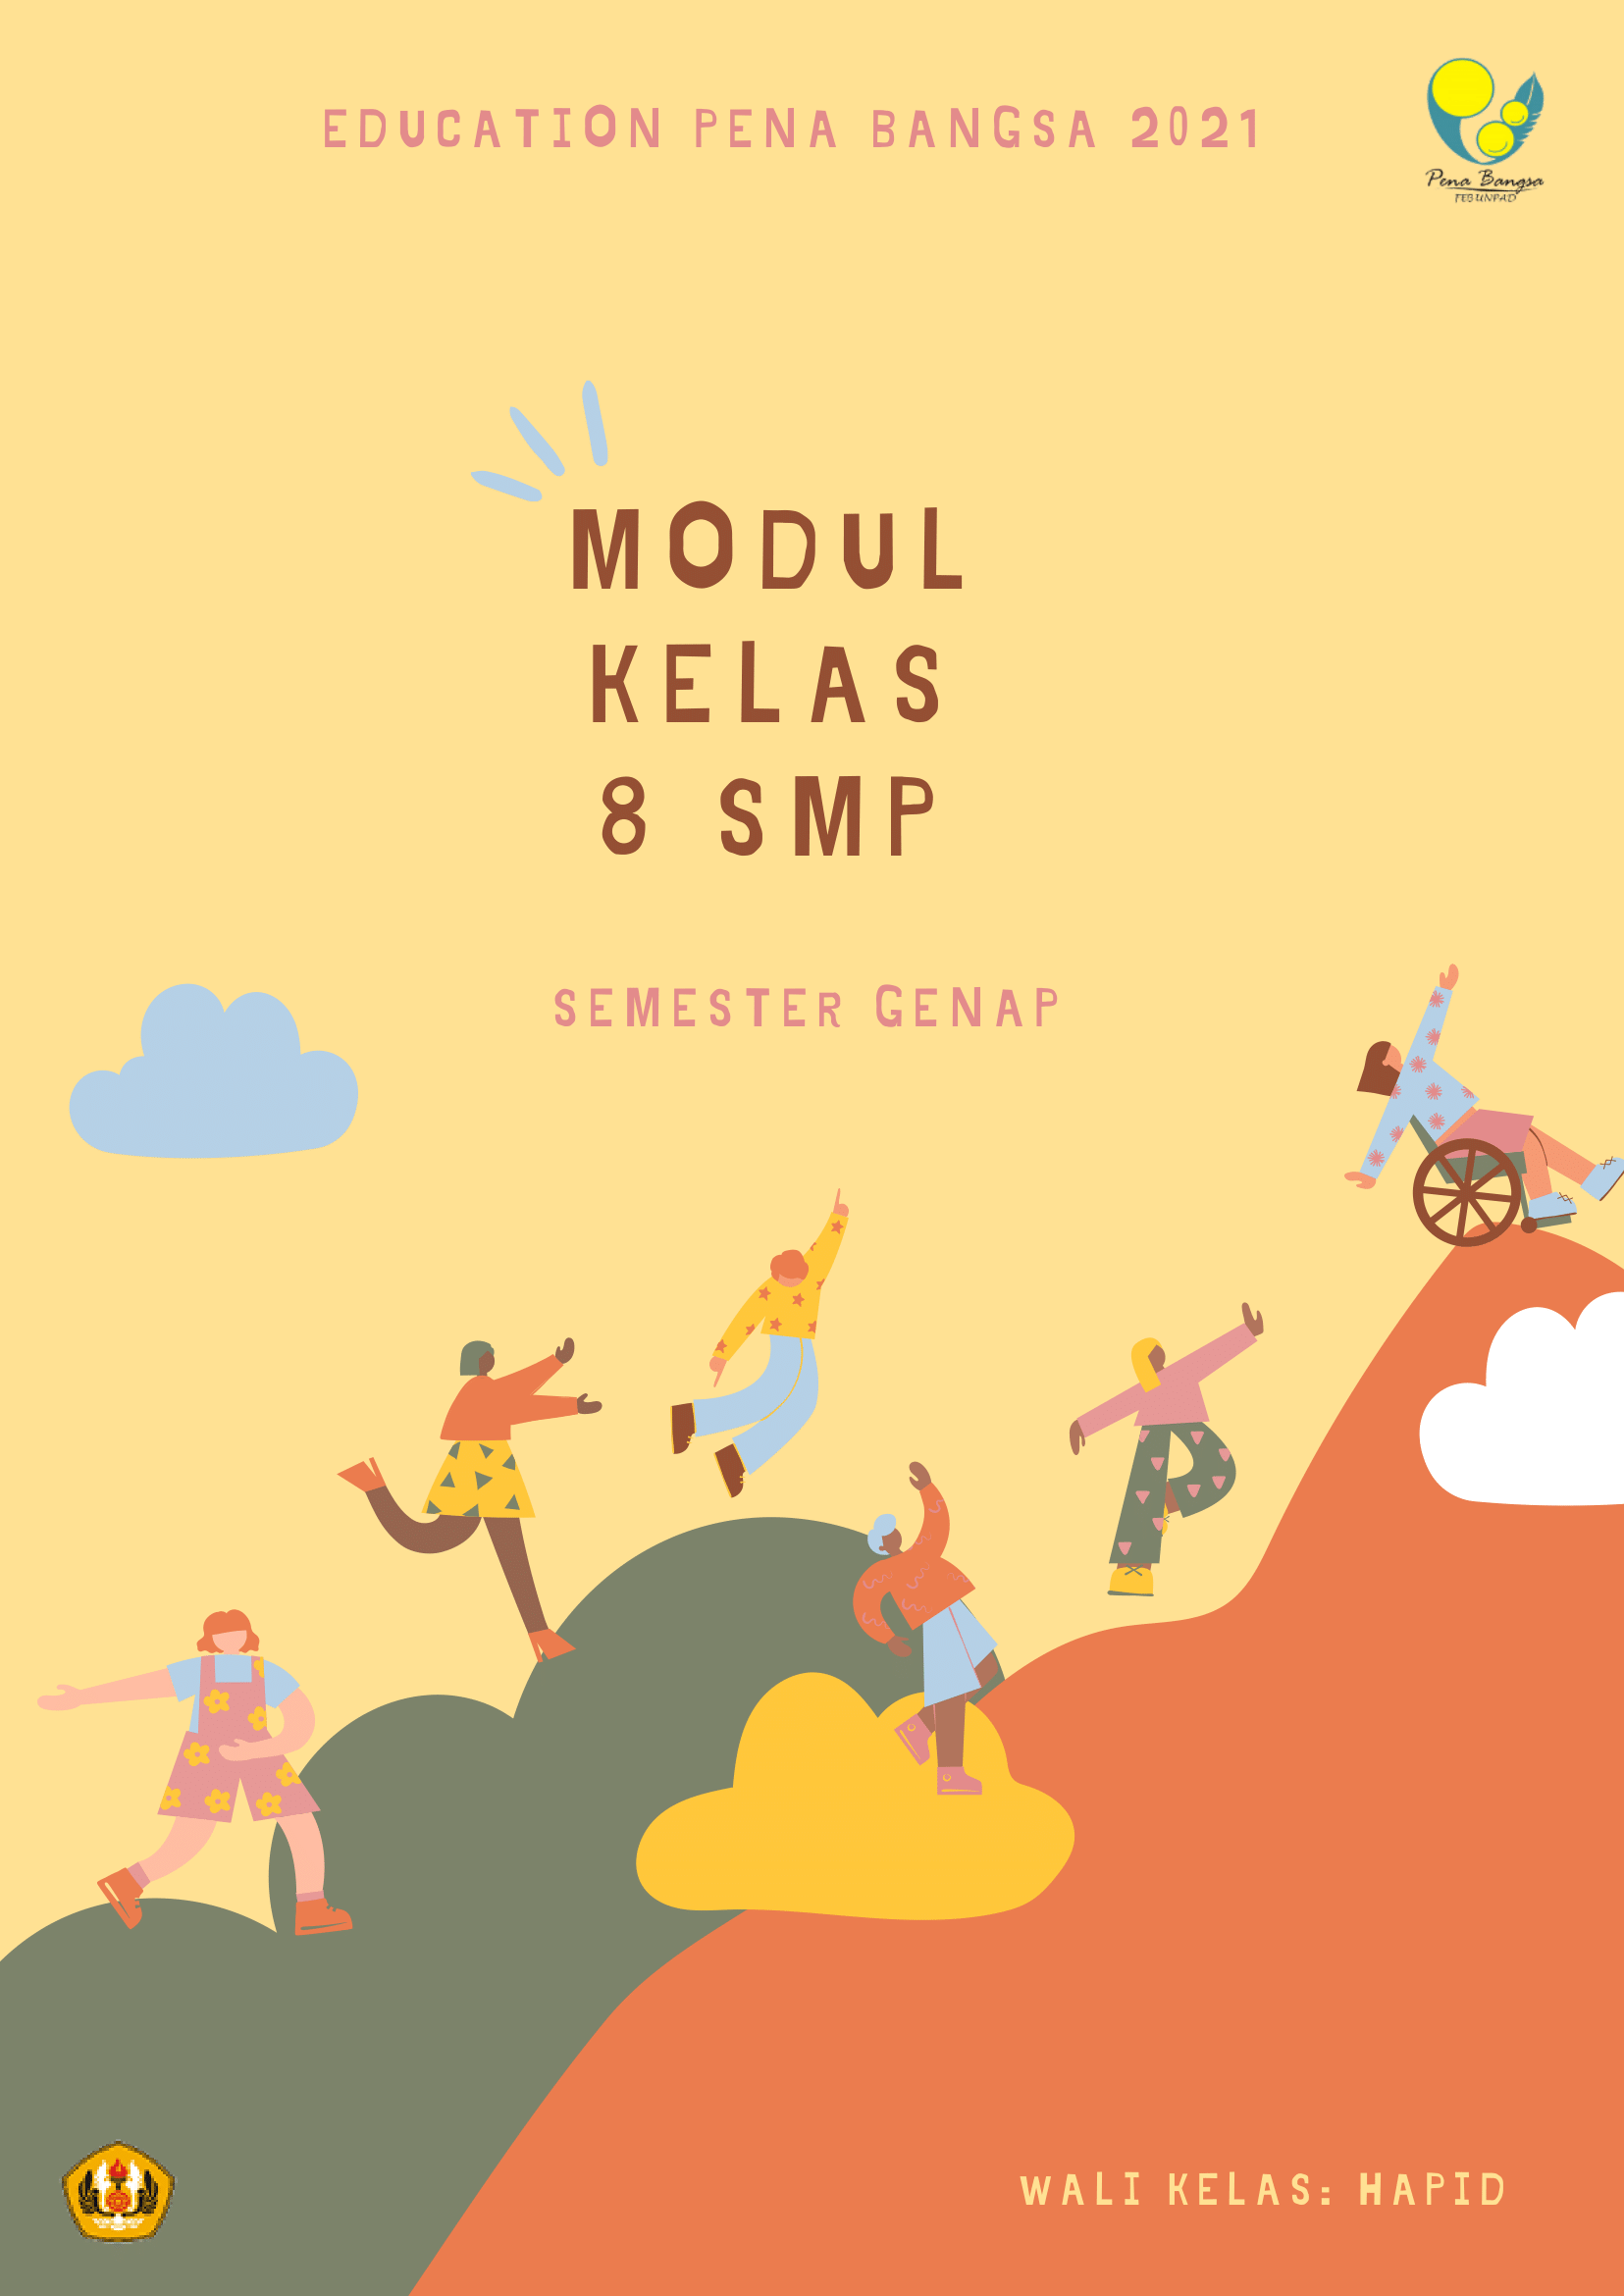 EDUCATION PENA BANGSA 2021
Pena Bangsa
FEB UNPAD
MODUL
KELAS
8 SMP
SEMESTER GENAP
WALI KELAS: HAPID